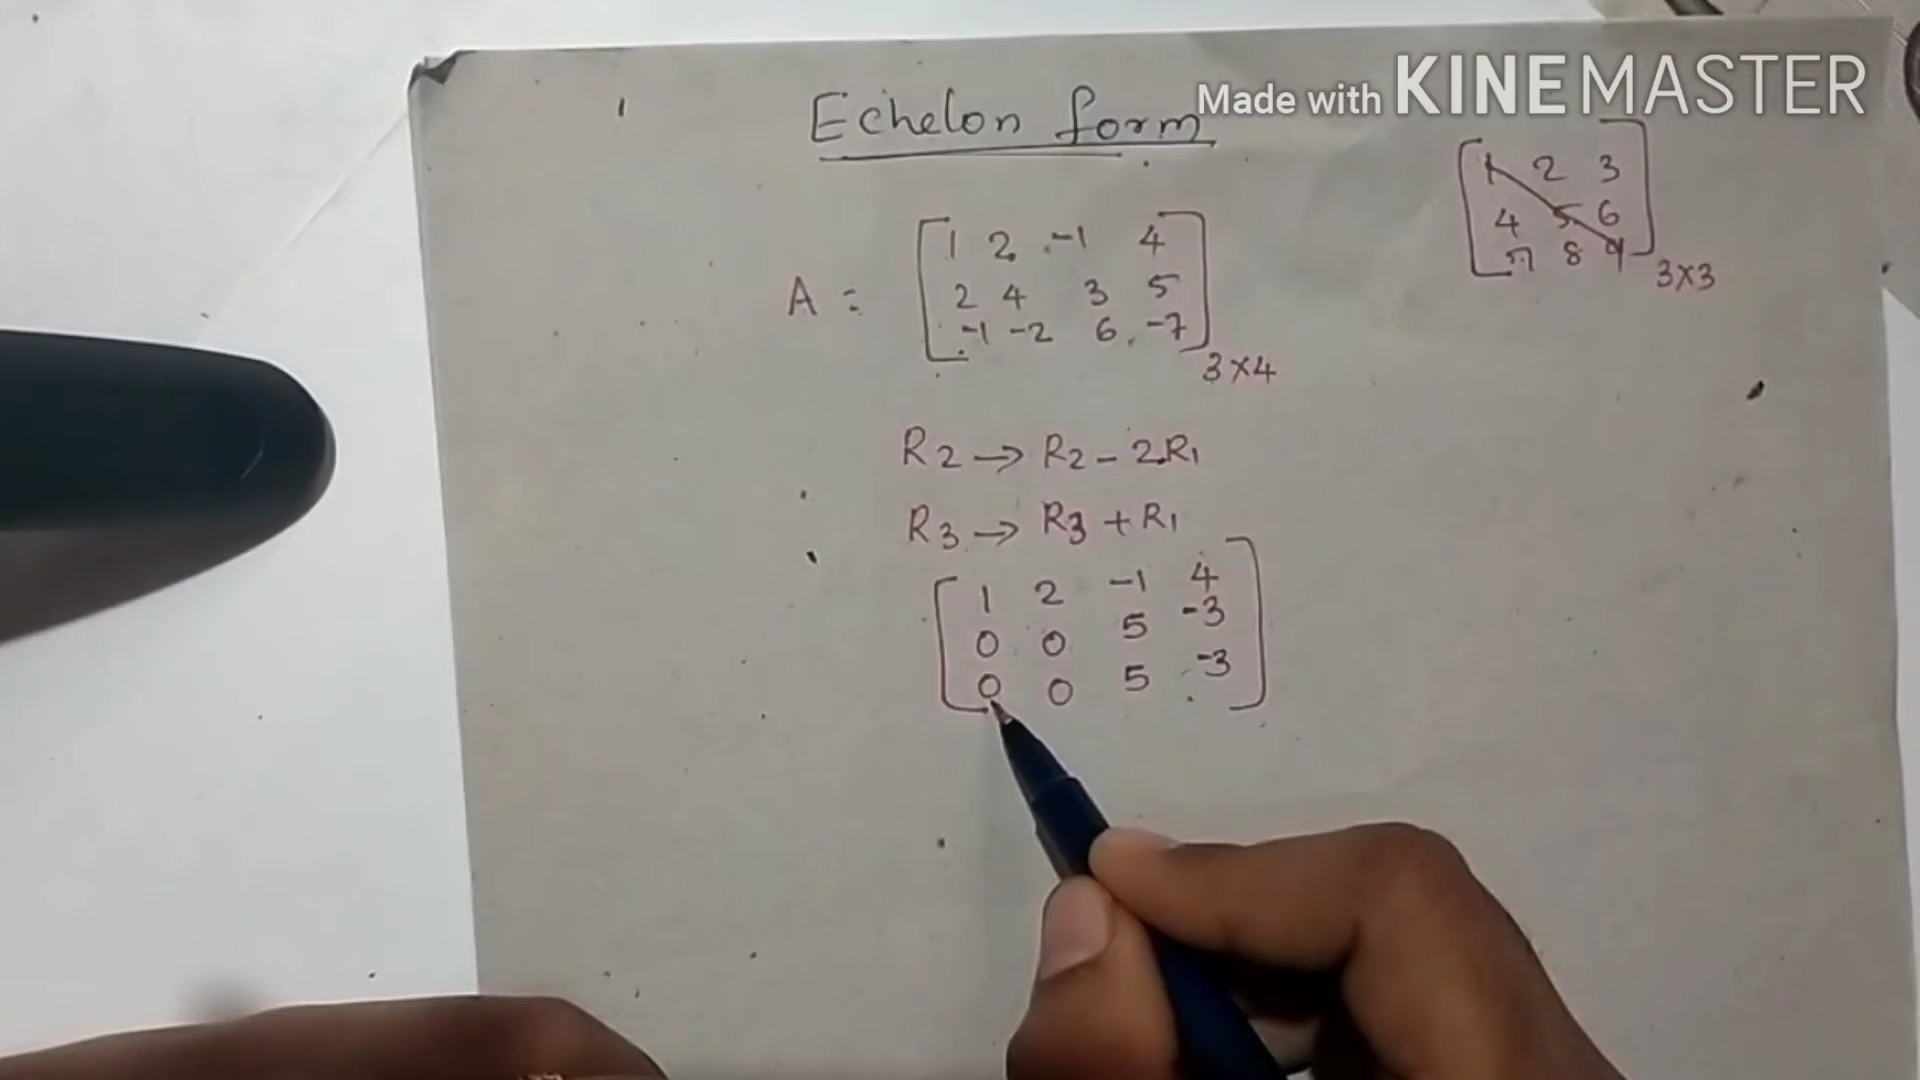 Made with KINEMASTER
Echelon form
1 2 3
4 5 6
7 8 9
3×3
A = 1 2 -1 4
2 4 3 5
-1 -2 6 -7
3×4
R2 → R2 - 2R1
R3 → R3 + R1
1 2 -1 4
0 0 5 -3
0 0 5 -3